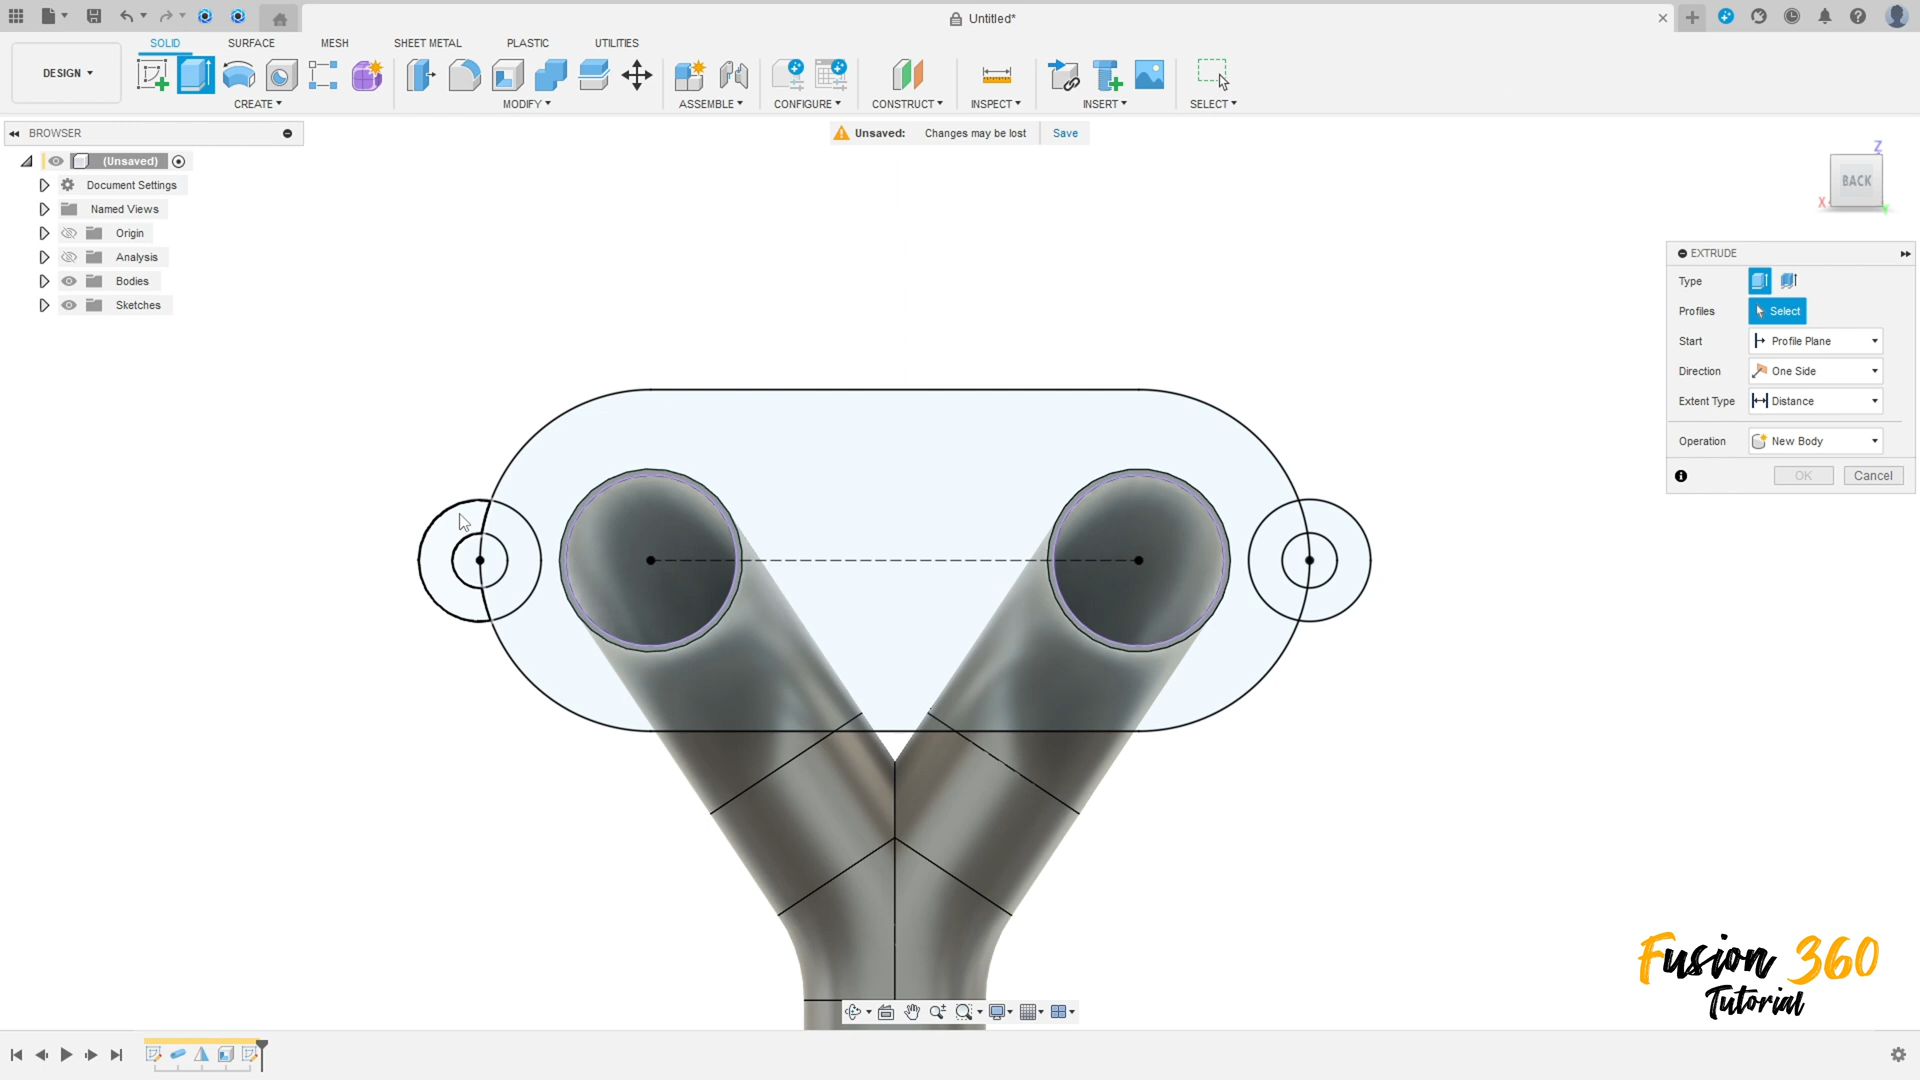 Untitled*
SOLID
SURFACE
MESH
SHEET METAL
PLASTIC
UTILITIES
DESIGN
CREATE
MODIFY
ASSEMBLE
CONFIGURE
CONSTRUCT
INSPECT
INSERT
SELECT
BROWSER
Unsaved: Changes may be lost Save
(Unsaved)
Document Settings
Named Views
Origin
Analysis
Bodies
Sketches
Z
BACK
X
Y
EXTRUDE
Type
Profiles Select
Start Profile Plane
Direction One Side
Extent Type Distance
Operation New Body
OK Cancel
Fusion 360
Tutorial